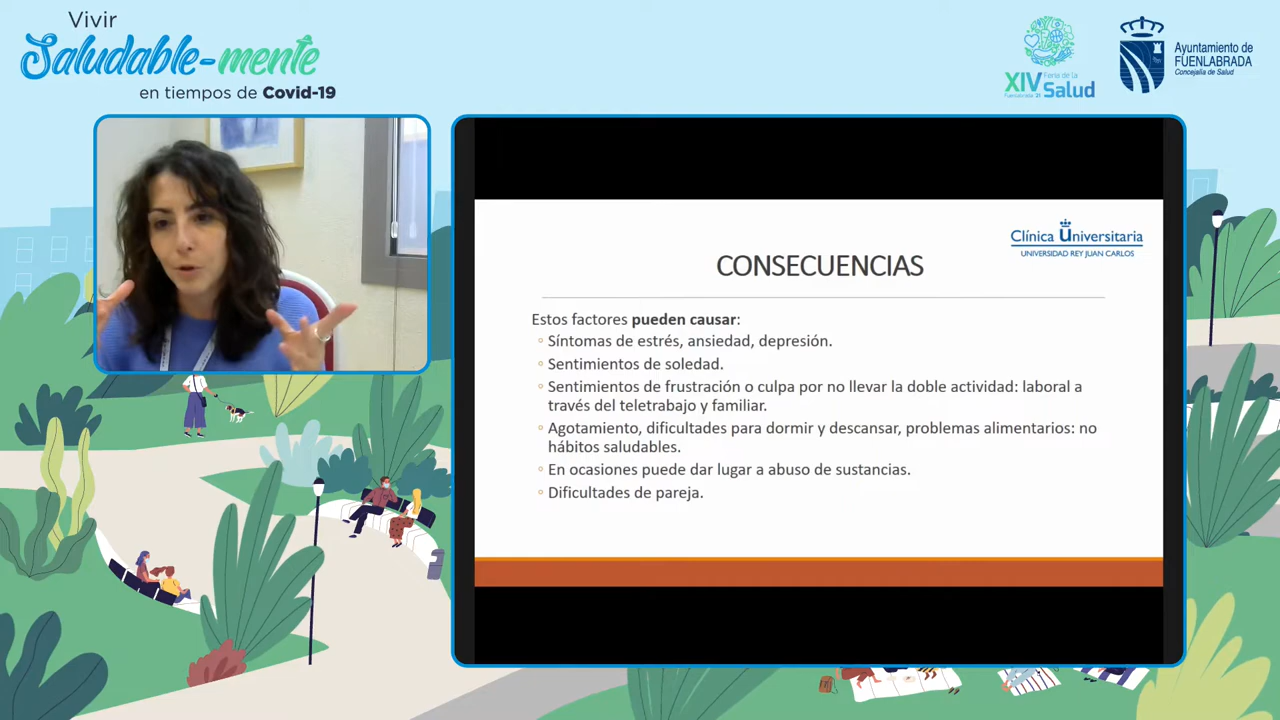 Vivir
Saludable-mente
en tiempos de Covid-19
XIV Feria de la
Salud
Fuenlabrada 21
Ayuntamiento de
FUENLABRADA
Concejalía de Salud
Clínica Universitaria
UNIVERSIDAD REY JUAN CARLOS
CONSECUENCIAS
Estos factores pueden causar:
◦ Síntomas de estrés, ansiedad, depresión.
◦ Sentimientos de soledad.
◦ Sentimientos de frustración o culpa por no llevar la doble actividad: laboral a
través del teletrabajo y familiar.
◦ Agotamiento, dificultades para dormir y descansar, problemas alimentarios: no
hábitos saludables.
◦ En ocasiones puede dar lugar a abuso de sustancias.
◦ Dificultades de pareja.